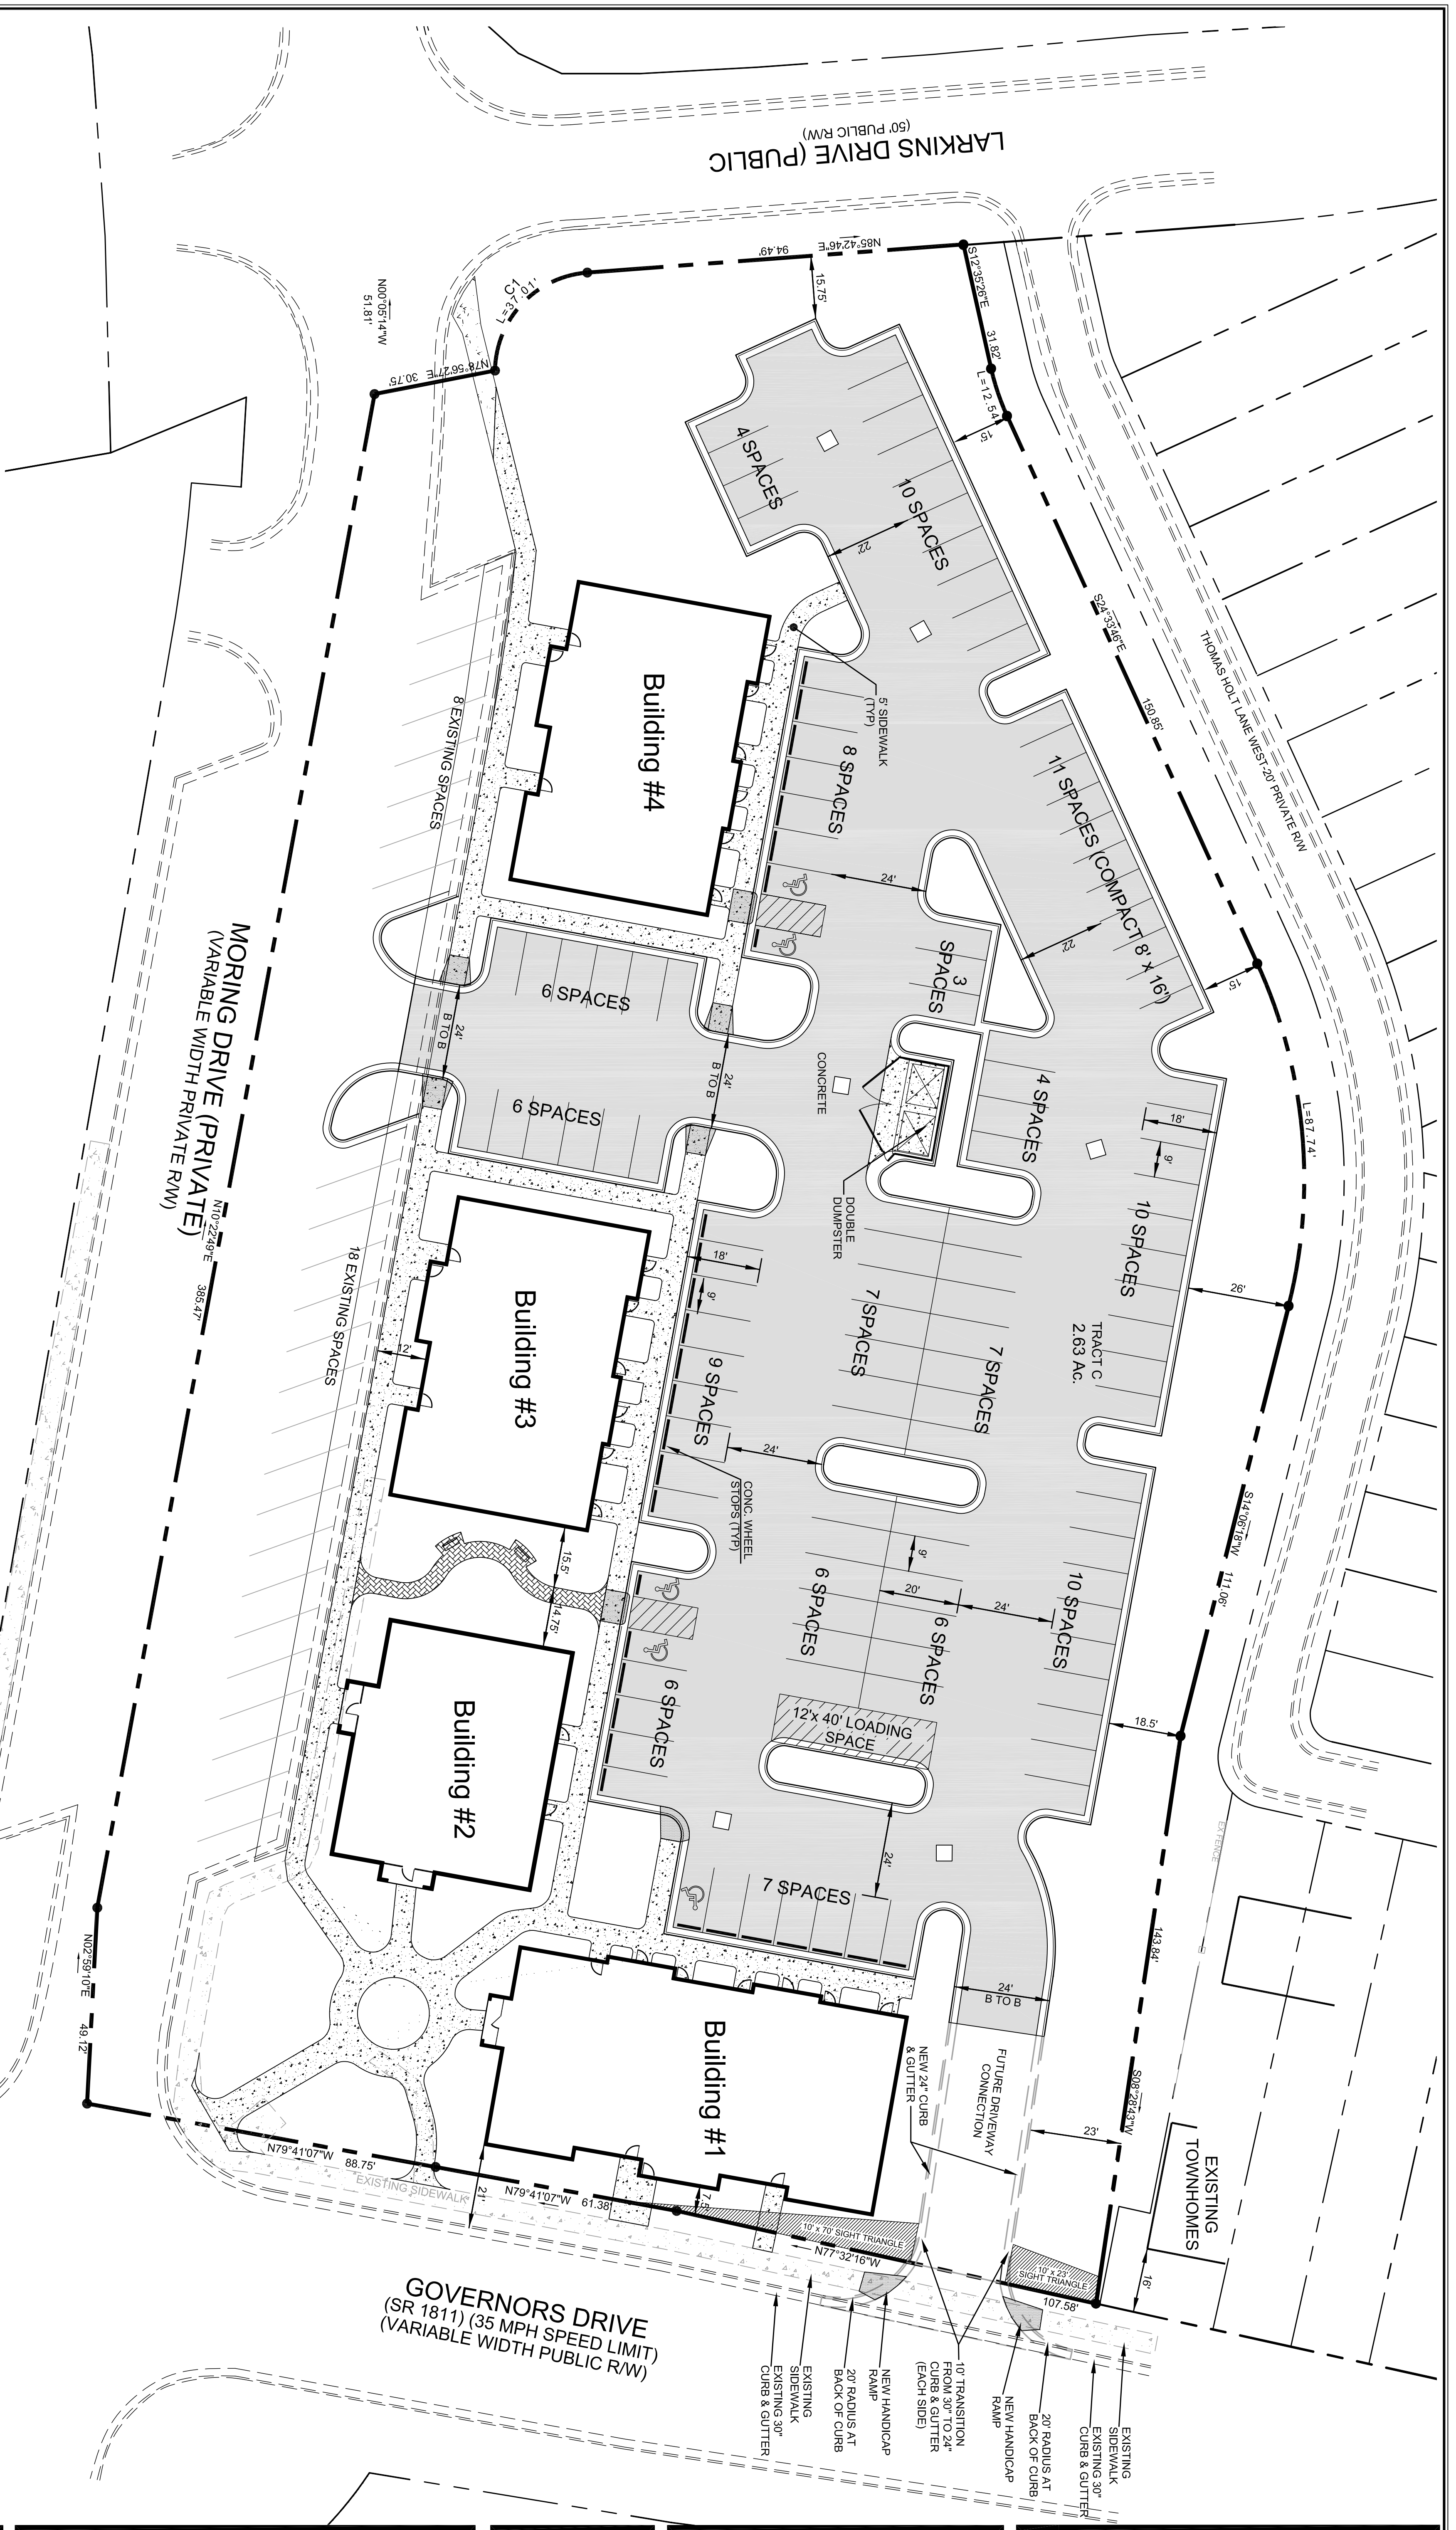 LARKINS DRIVE (PUBLIC)
(50' PUBLIC R/W)
N85°42'46"E
94.49'
15.75'
S12°35'26"E
31.82'
L=12.54'
15'
C1
L=37.01'
N00°05'14"W
51.81'
N78°56'27"E
30.75'
4 SPACES
10 SPACES
22'
S24°33'46"E
150.85'
THOMAS HOLT LANE WEST-20' PRIVATE R/W
Building #4
5' SIDEWALK
(TYP)
8 EXISTING SPACES
8 SPACES
11 SPACES (COMPACT 8' x 16')
24'
22'
15'
3
SPACES
6 SPACES
24'
B TO B
24'
B TO B
6 SPACES
CONCRETE
4 SPACES
18'
9'
L=87.74'
DOUBLE
DUMPSTER
MORING DRIVE (PRIVATE)
(VARIABLE WIDTH PRIVATE R/W)
N10°22'49"E
385.47'
18 EXISTING SPACES
12'
Building #3
18'
9'
9 SPACES
7 SPACES
7 SPACES
10 SPACES
26'
TRACT C
2.63 Ac.
24'
CONC. WHEEL
STOPS (TYP)
S14°06'18"W
111.06'
15.5'
14.75'
9'
20'
24'
6 SPACES
6 SPACES
10 SPACES
Building #2
6 SPACES
12'x 40' LOADING
SPACE
18.5'
EX FENCE
24'
7 SPACES
143.84'
N02°59'10"E
49.12'
24'
B TO B
Building #1
NEW 24" CURB
& GUTTER
FUTURE DRIVEWAY
CONNECTION
S08°28'43"W
23'
EXISTING
TOWNHOMES
16'
N79°41'07"W
88.75'
EXISTING SIDEWALK
21'
N79°41'07"W
61.38'
7.5'
10' x 70' SIGHT TRIANGLE
N77°32'16"W
10' x 23'
SIGHT TRIANGLE
107.58'
GOVERNORS DRIVE
(SR 1811) (35 MPH SPEED LIMIT)
(VARIABLE WIDTH PUBLIC R/W)
EXISTING 30"
CURB & GUTTER
EXISTING
SIDEWALK
20' RADIUS AT
BACK OF CURB
NEW HANDICAP
RAMP
10' TRANSITION
FROM 30" TO 24"
CURB & GUTTER
(EACH SIDE)
NEW HANDICAP
RAMP
20' RADIUS AT
BACK OF CURB
EXISTING 30"
CURB & GUTTER
EXISTING
SIDEWALK